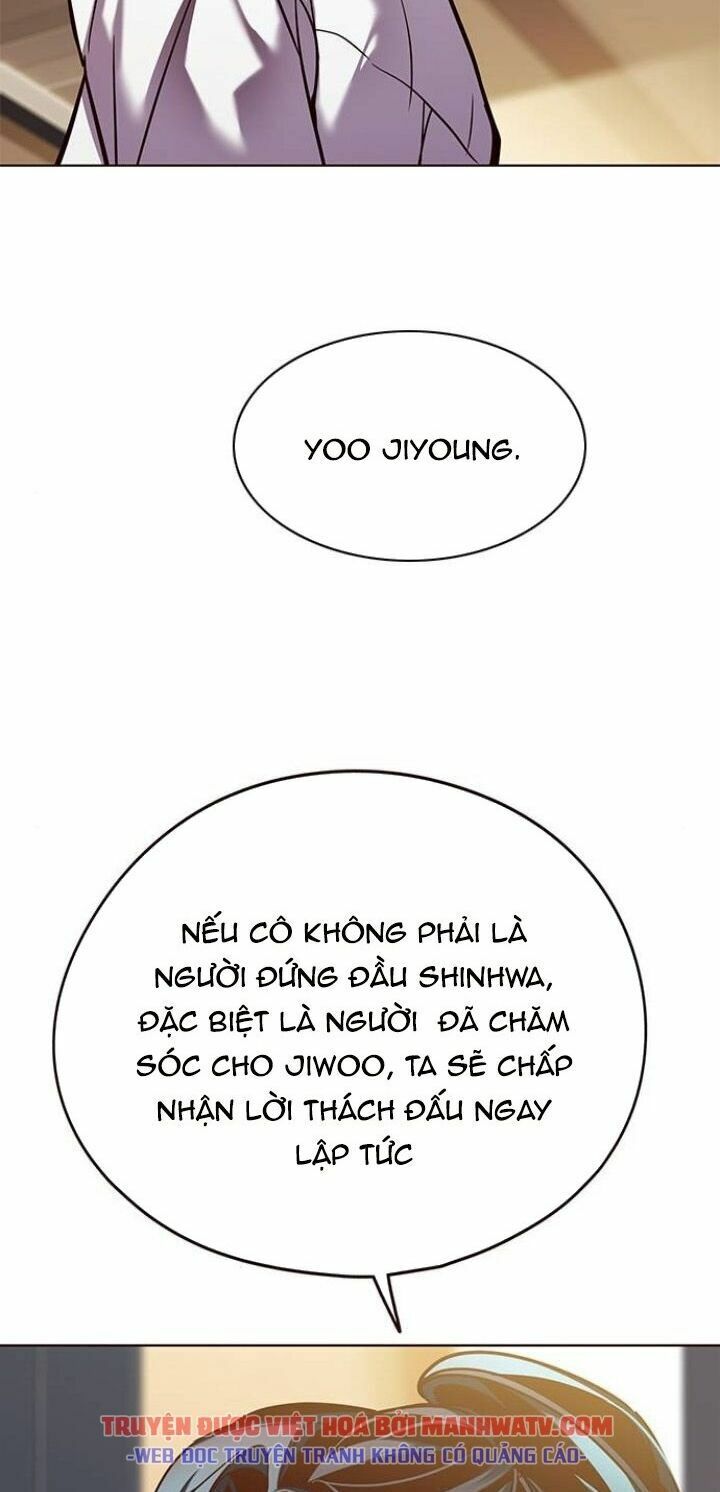 YOO JIYOUNG.
NẾU CÔ KHÔNG PHẢI LÀ
NGƯỜI ĐỨNG ĐẦU SHINHWA,
ĐẶC BIỆT LÀ NGƯỜI ĐÃ CHĂM
SÓC CHO JIWOO, TA SẼ CHẤP
NHẬN LỜI THÁCH ĐẤU NGAY
LẬP TỨC
TRUYỆN ĐƯỢC VIỆT HOÁ BỞI MANHWATV.COM
-WEB ĐỌC TRUYỆN TRANH KHÔNG CÓ QUẢNG CÁO-